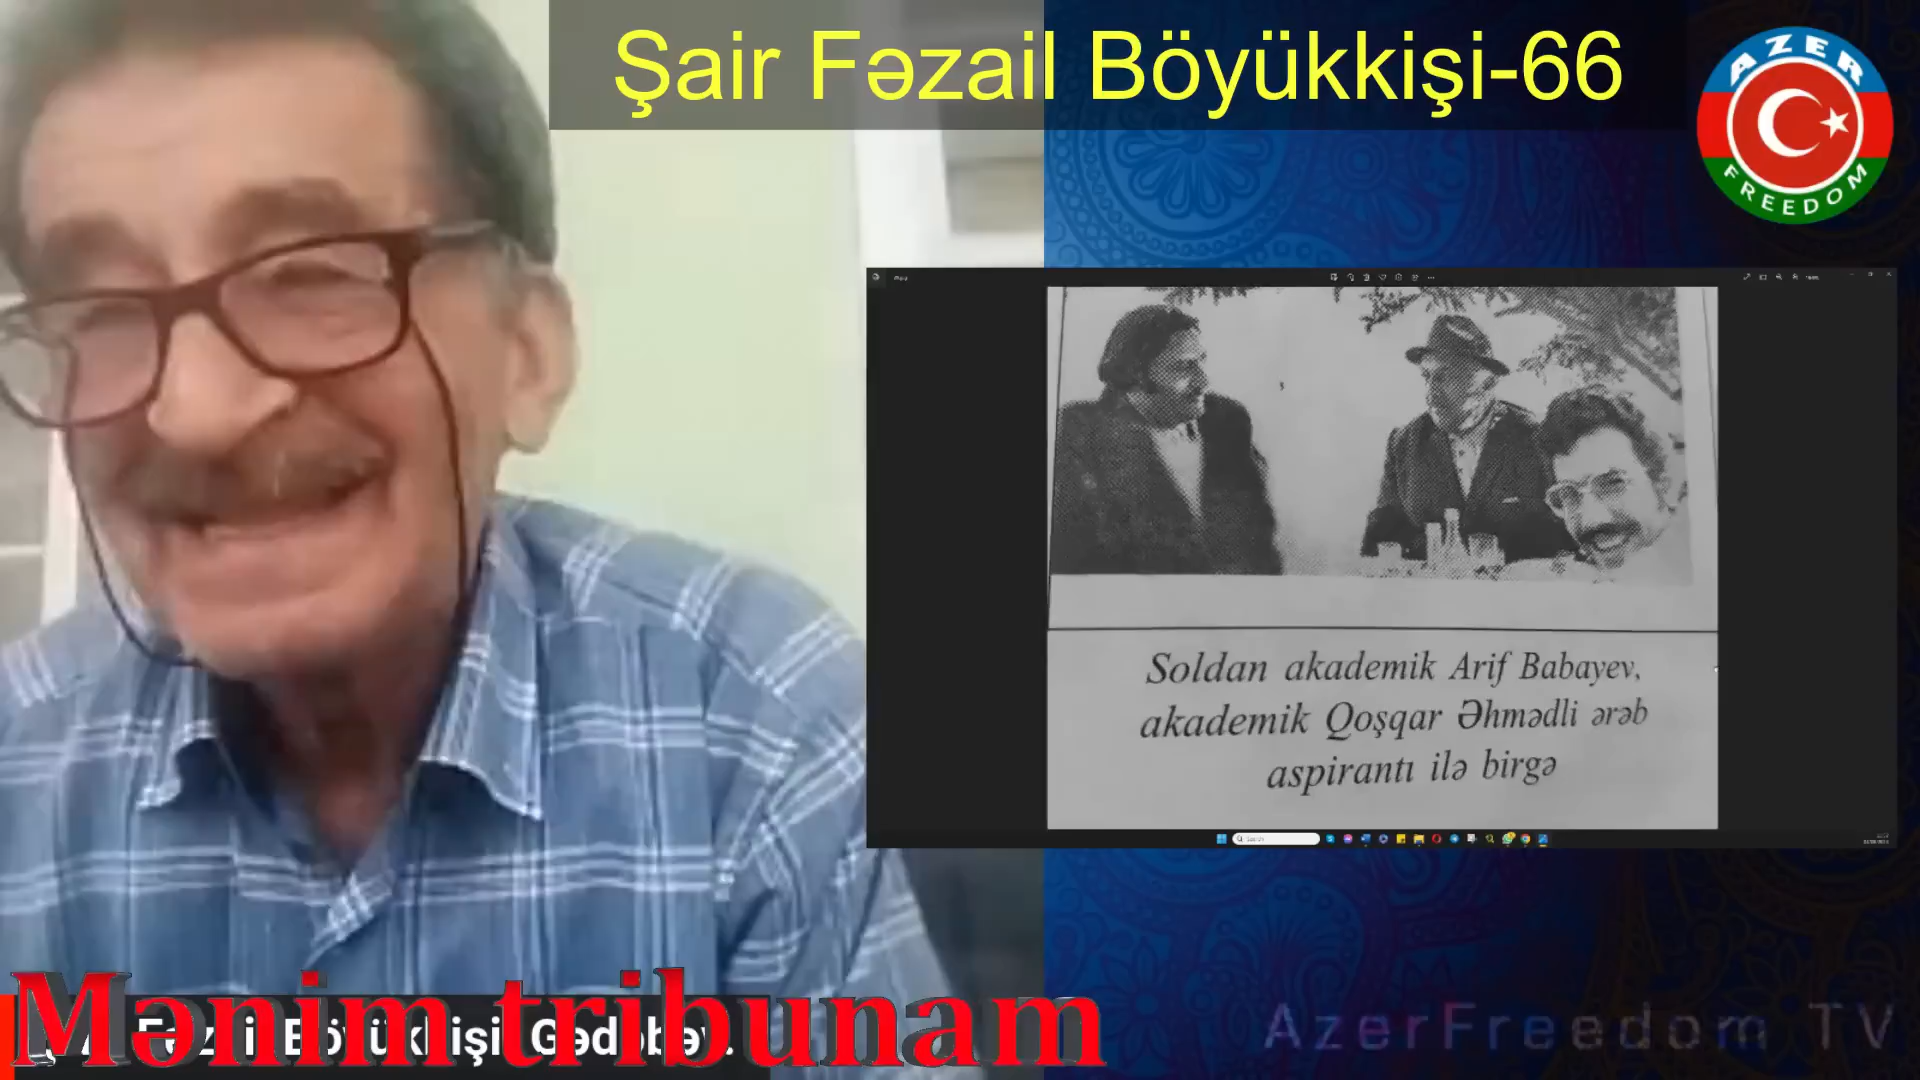 Şair Fəzail Böyükkişi-66
AZER
FREEDOM
Soldan akademik Arif Babayev,
akademik Qoşqar Əhmədli ərəb
aspirantı ilə birgə
Mənim tribunam
AzerFreedom TV